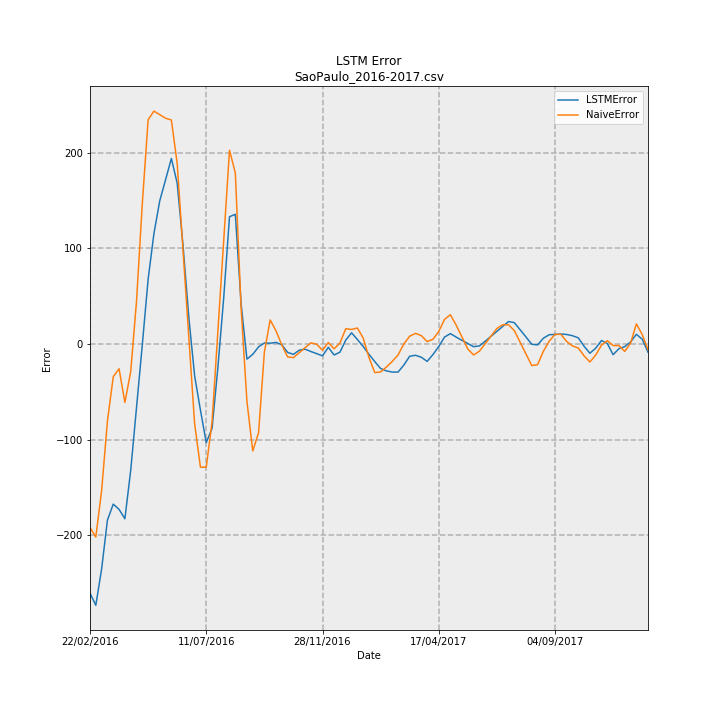 LSTM Error
SaoPaulo_2016-2017.csv
LSTMError
NaiveError
200
100
0
−100
−200
Error
22/02/2016
11/07/2016
28/11/2016
17/04/2017
04/09/2017
Date